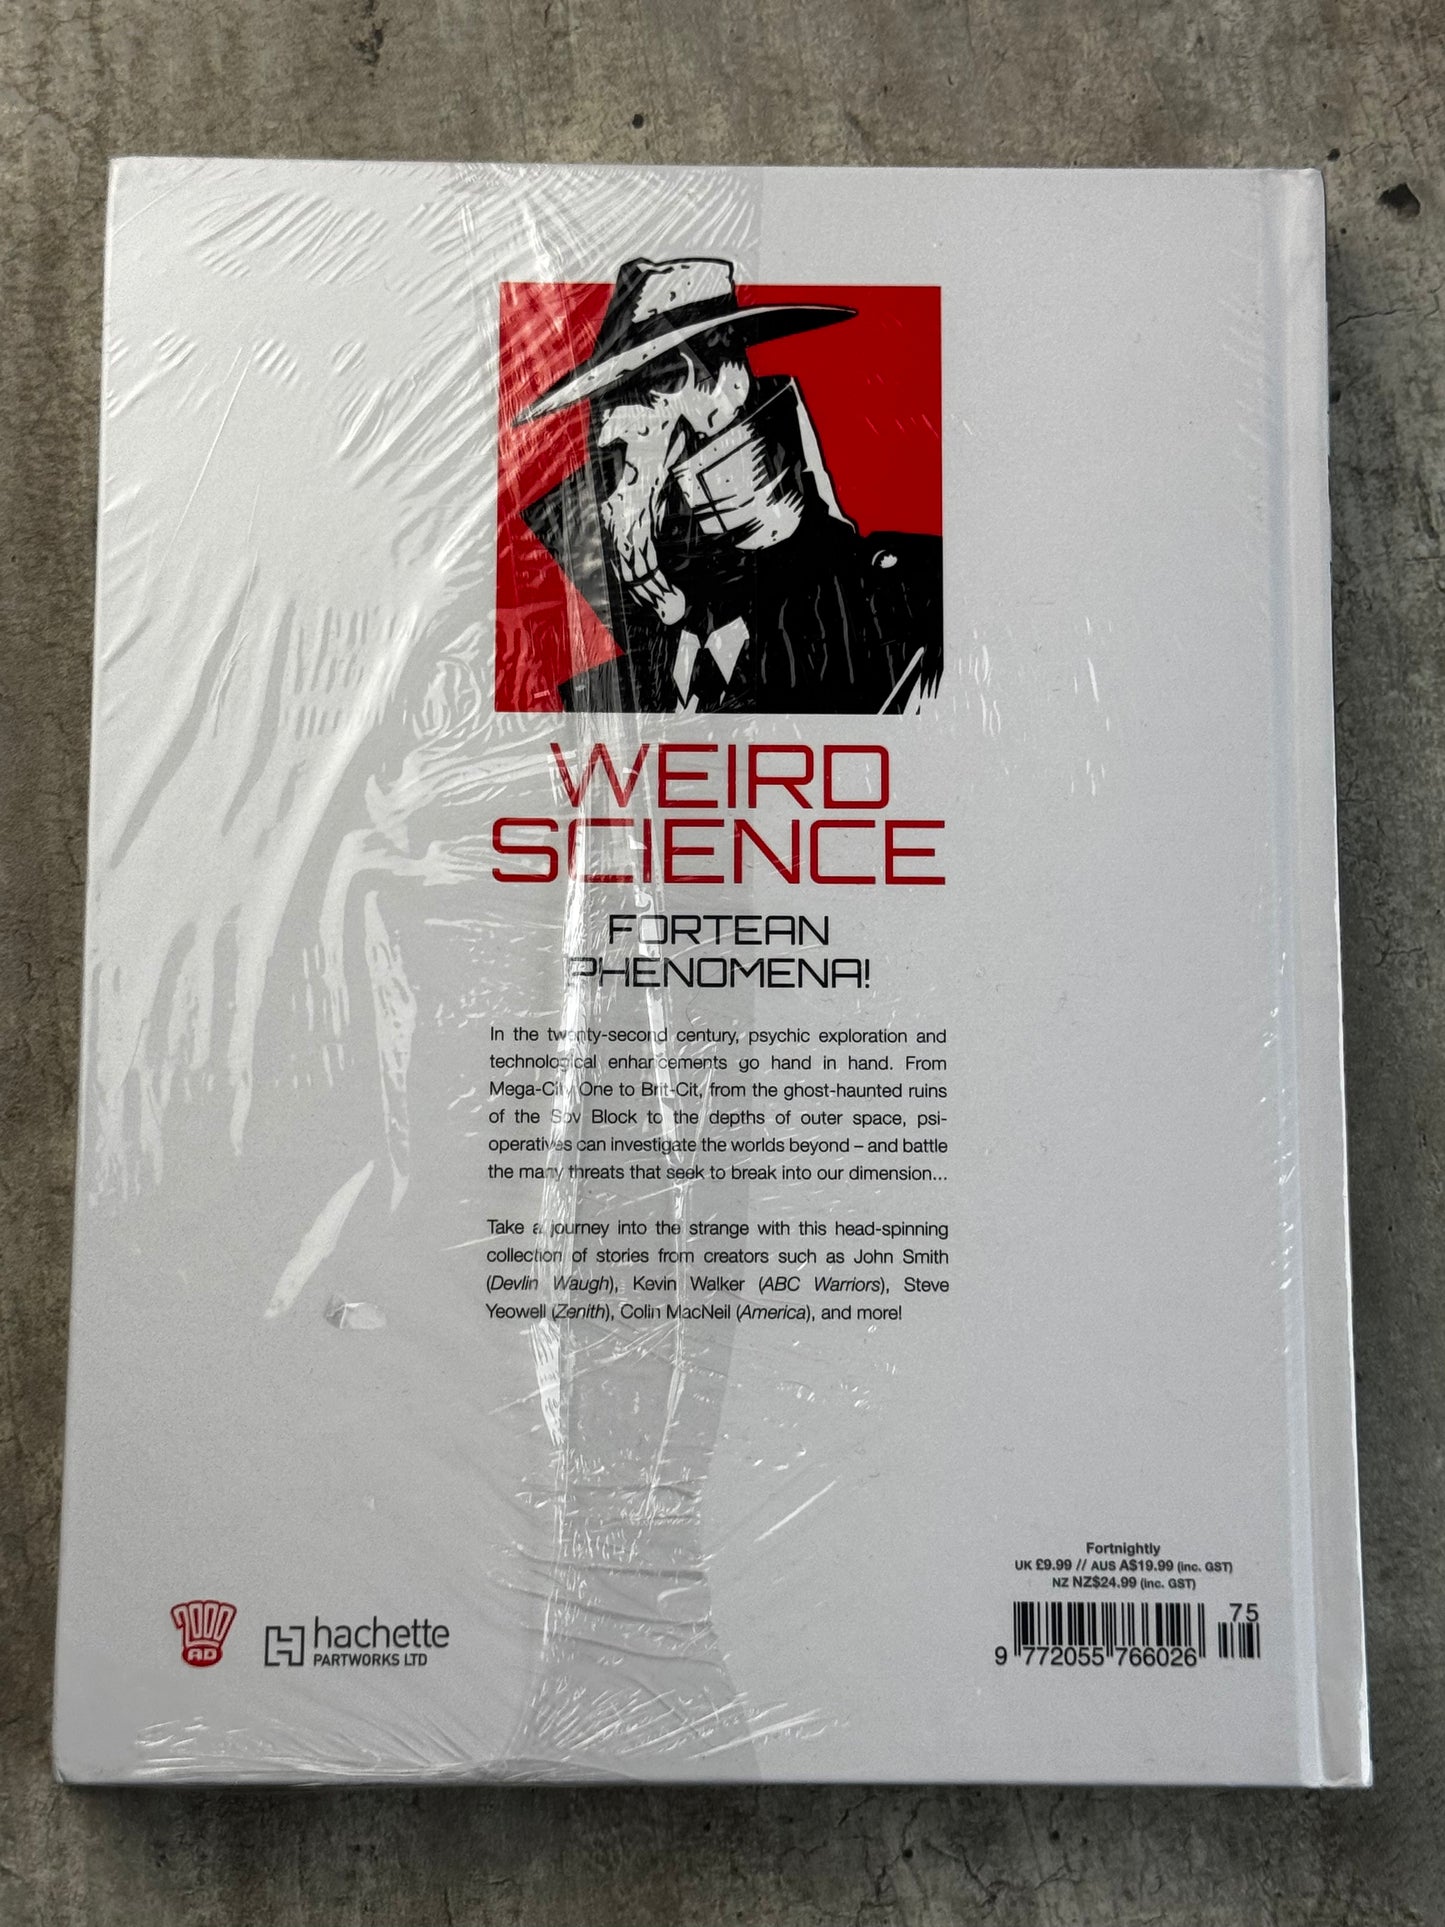 WEIRD
SCIENCE
FORTEAN
PHENOMENA!
In the twenty-second century, psychic exploration and
technological enhancements go hand in hand. From
Mega-City One to Brit-Cit, from the ghost-haunted ruins
of the Sov Block to the depths of outer space, psi-
operatives can investigate the worlds beyond – and battle
the many threats that seek to break into our dimension...
Take a journey into the strange with this head-spinning
collection of stories from creators such as John Smith
(Devlin Waugh), Kevin Walker (ABC Warriors), Steve
Yeowell (Zenith), Colin MacNeil (America), and more!
Fortnightly
UK £9.99 // AUS A$19.99 (inc. GST)
NZ NZ$24.99 (inc. GST)
75
9 772055 766026
2000
AD
hachette
PARTWORKS LTD